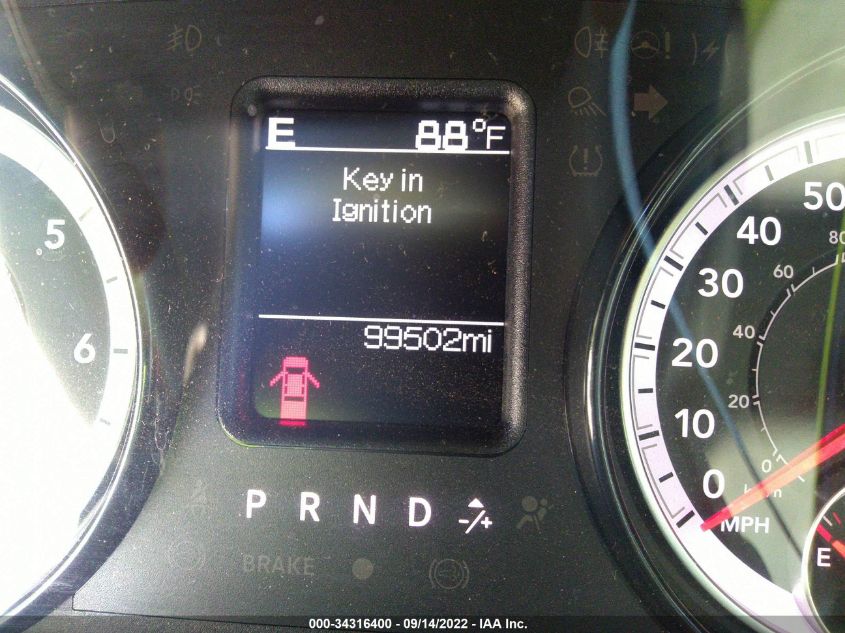 E 88°F
Key in
Ignition
99502mi
5
6
50
40
30
20
10
0
MPH
80
60
40
20
0
km/h
P R N D -/+
BRAKE
E
000-34316400 - 09/14/2022 - IAA Inc.